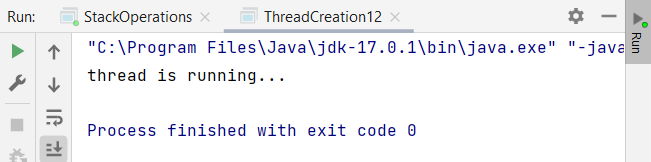 Run: StackOperations ThreadCreation12
"C:\Program Files\Java\jdk-17.0.1\bin\java.exe" "-java
thread is running...
Process finished with exit code 0
Run